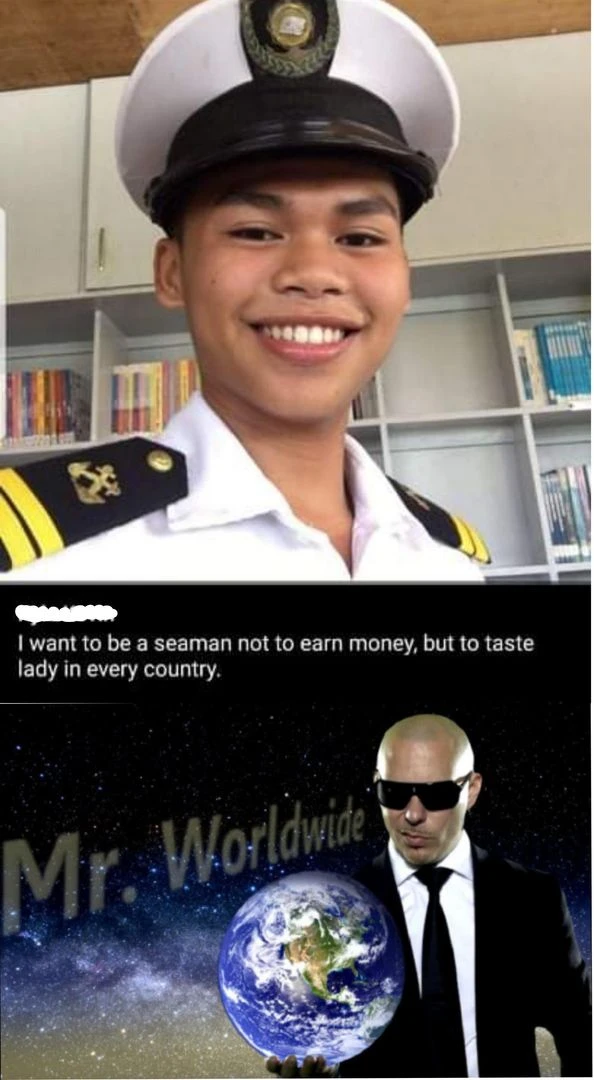 I want to be a seaman not to earn money, but to taste
lady in every country.
Mr. Worldwide